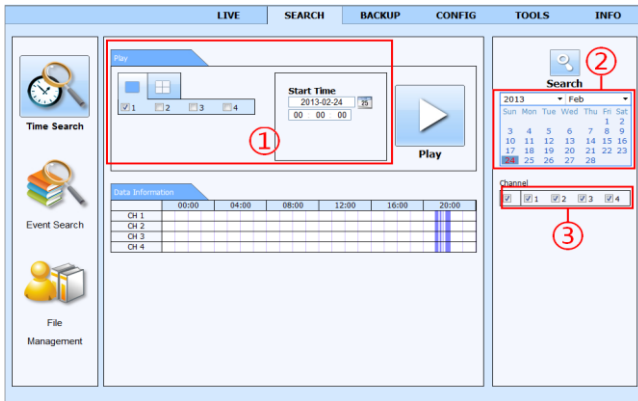 LIVE SEARCH BACKUP CONFIG TOOLS INFO
Time Search
Event Search
File
Management
Play
1 2 3 4
Start Time
2013-02-24 25
00 00 00
Play
1
Data Information
00:00 04:00 08:00 12:00 16:00 20:00
CH 1
CH 2
CH 3
CH 4
Search
2
2013 Feb
Sun Mon Tue Wed Thu Fri Sat
1 2
3 4 5 6 7 8 9
10 11 12 13 14 15 16
17 18 19 20 21 22 23
24 25 26 27 28
Channel
1 2 3 4
3